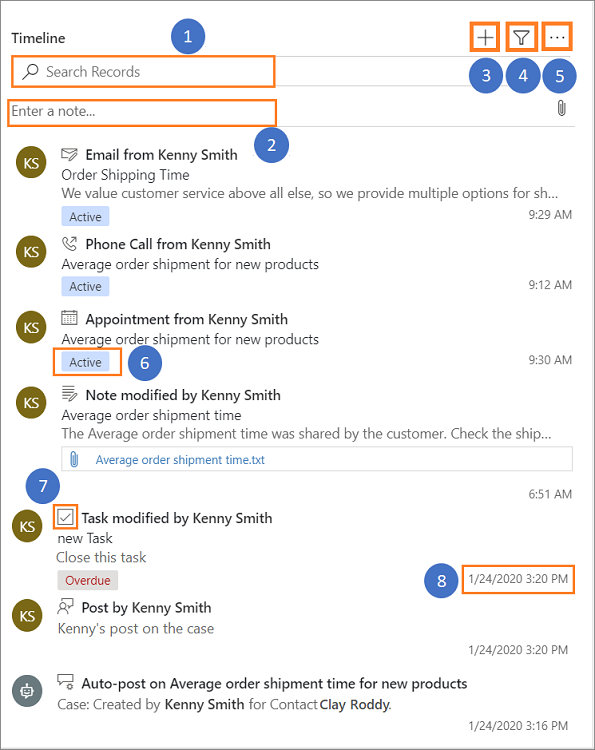 Timeline
1
Search Records
3 4 5
Enter a note...
2
KS
Email from Kenny Smith
Order Shipping Time
We value customer service above all else, so we provide multiple options for sh...
Active
9:29 AM
KS
Phone Call from Kenny Smith
Average order shipment for new products
Active
9:12 AM
KS
Appointment from Kenny Smith
Average order shipment for new products
Active
6
9:30 AM
KS
Note modified by Kenny Smith
Average order shipment time
The Average order shipment time was shared by the customer. Check the ship...
Average order shipment time.txt
6:51 AM
7
KS
Task modified by Kenny Smith
new Task
Close this task
Overdue
8
1/24/2020 3:20 PM
KS
Post by Kenny Smith
Kenny's post on the case
1/24/2020 3:20 PM
Auto-post on Average order shipment time for new products
Case: Created by Kenny Smith for Contact Clay Roddy.
1/24/2020 3:16 PM